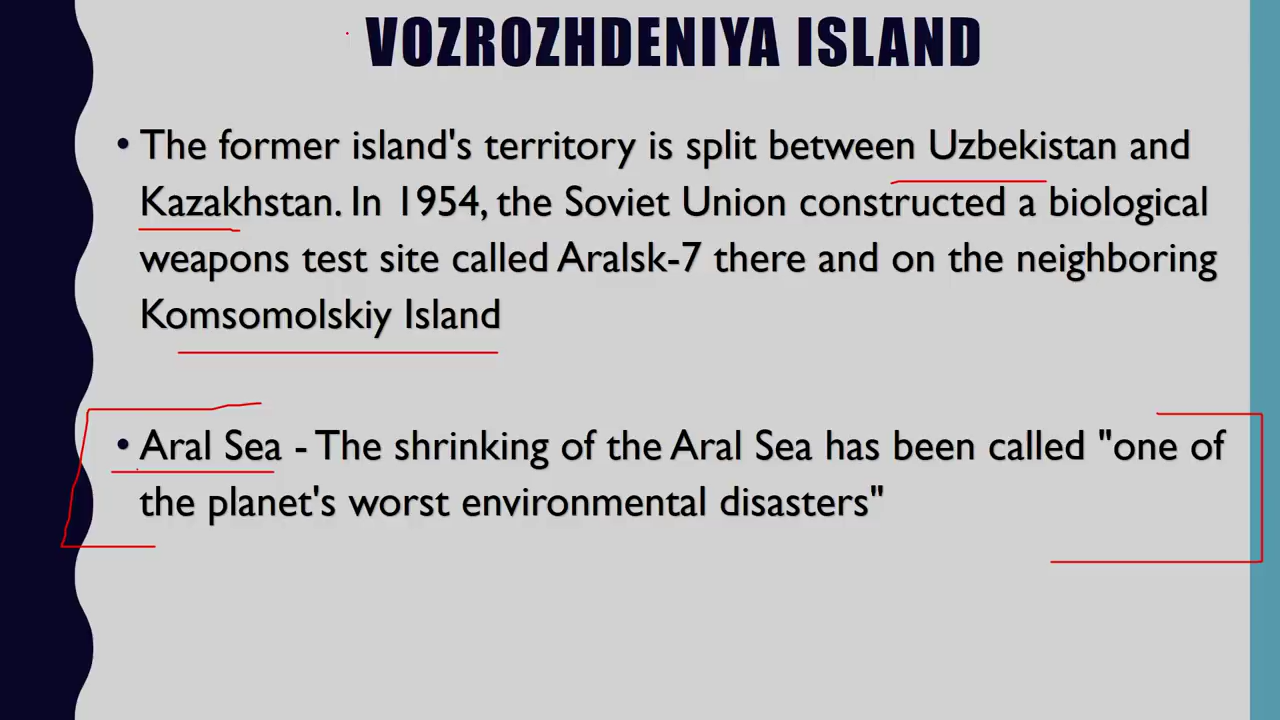 VOZROZHDENIYA ISLAND
• The former island's territory is split between Uzbekistan and
Kazakhstan. In 1954, the Soviet Union constructed a biological
weapons test site called Aralsk-7 there and on the neighboring
Komsomolskiy Island
• Aral Sea - The shrinking of the Aral Sea has been called "one of
the planet's worst environmental disasters"